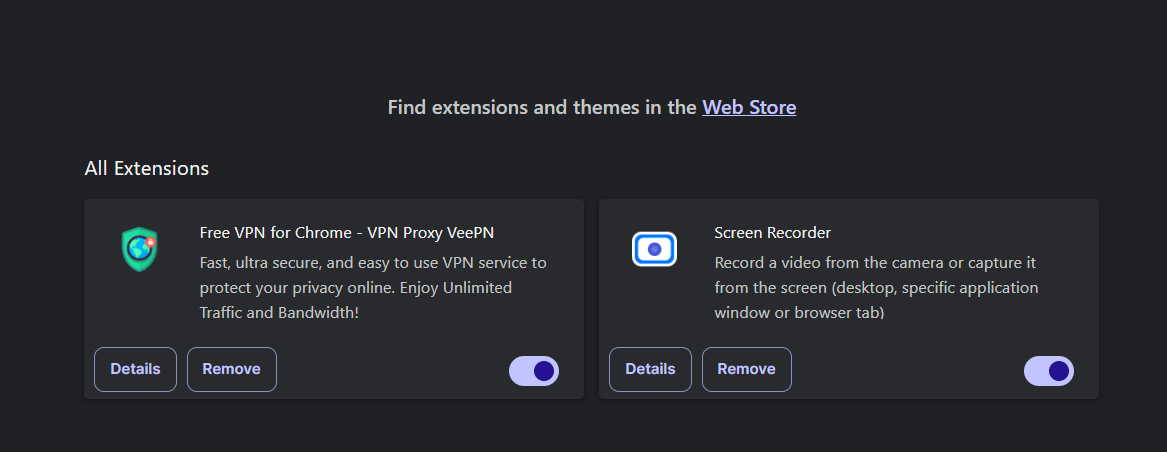 Find extensions and themes in the Web Store
All Extensions
Free VPN for Chrome - VPN Proxy VeePN
Fast, ultra secure, and easy to use VPN service to
protect your privacy online. Enjoy Unlimited
Traffic and Bandwidth!
Details
Remove
Screen Recorder
Record a video from the camera or capture it
from the screen (desktop, specific application
window or browser tab)
Details
Remove